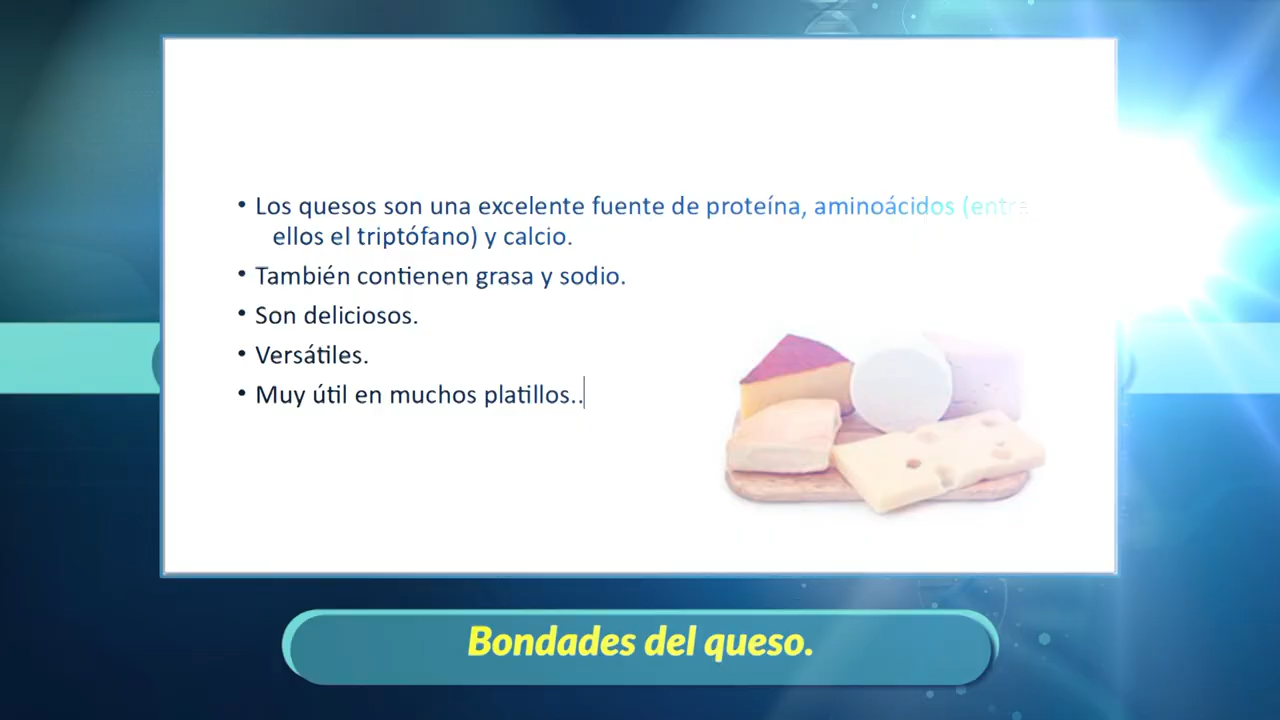 • Los quesos son una excelente fuente de proteína, aminoácidos (entre
ellos el triptófano) y calcio.
• También contienen grasa y sodio.
• Son deliciosos.
• Versátiles.
• Muy útil en muchos platillos..
Bondades del queso.